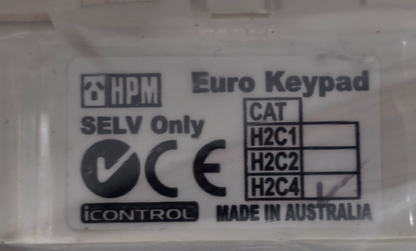 HPM Euro Keypad
SELV Only
CAT
H2C1
H2C2
H2C4
CE
iCONTROL MADE IN AUSTRALIA